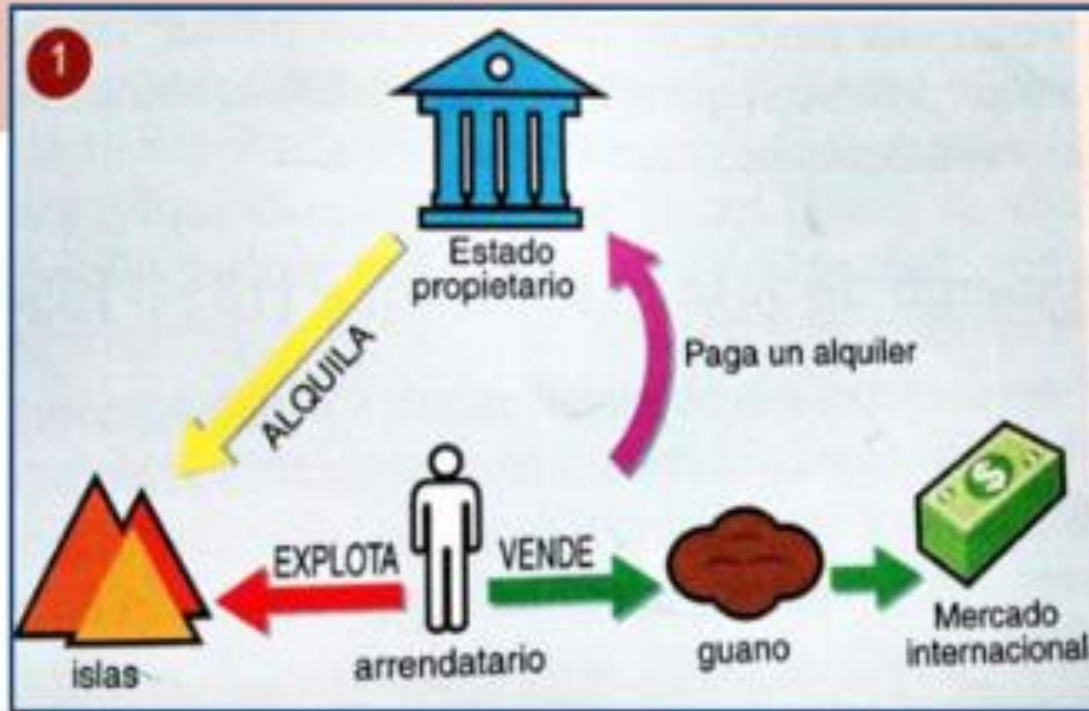 1
Estado
propietario
ALQUILA
Paga un alquiler
EXPLOTA
VENDE
islas
arrendatario
guano
Mercado
internacional
$